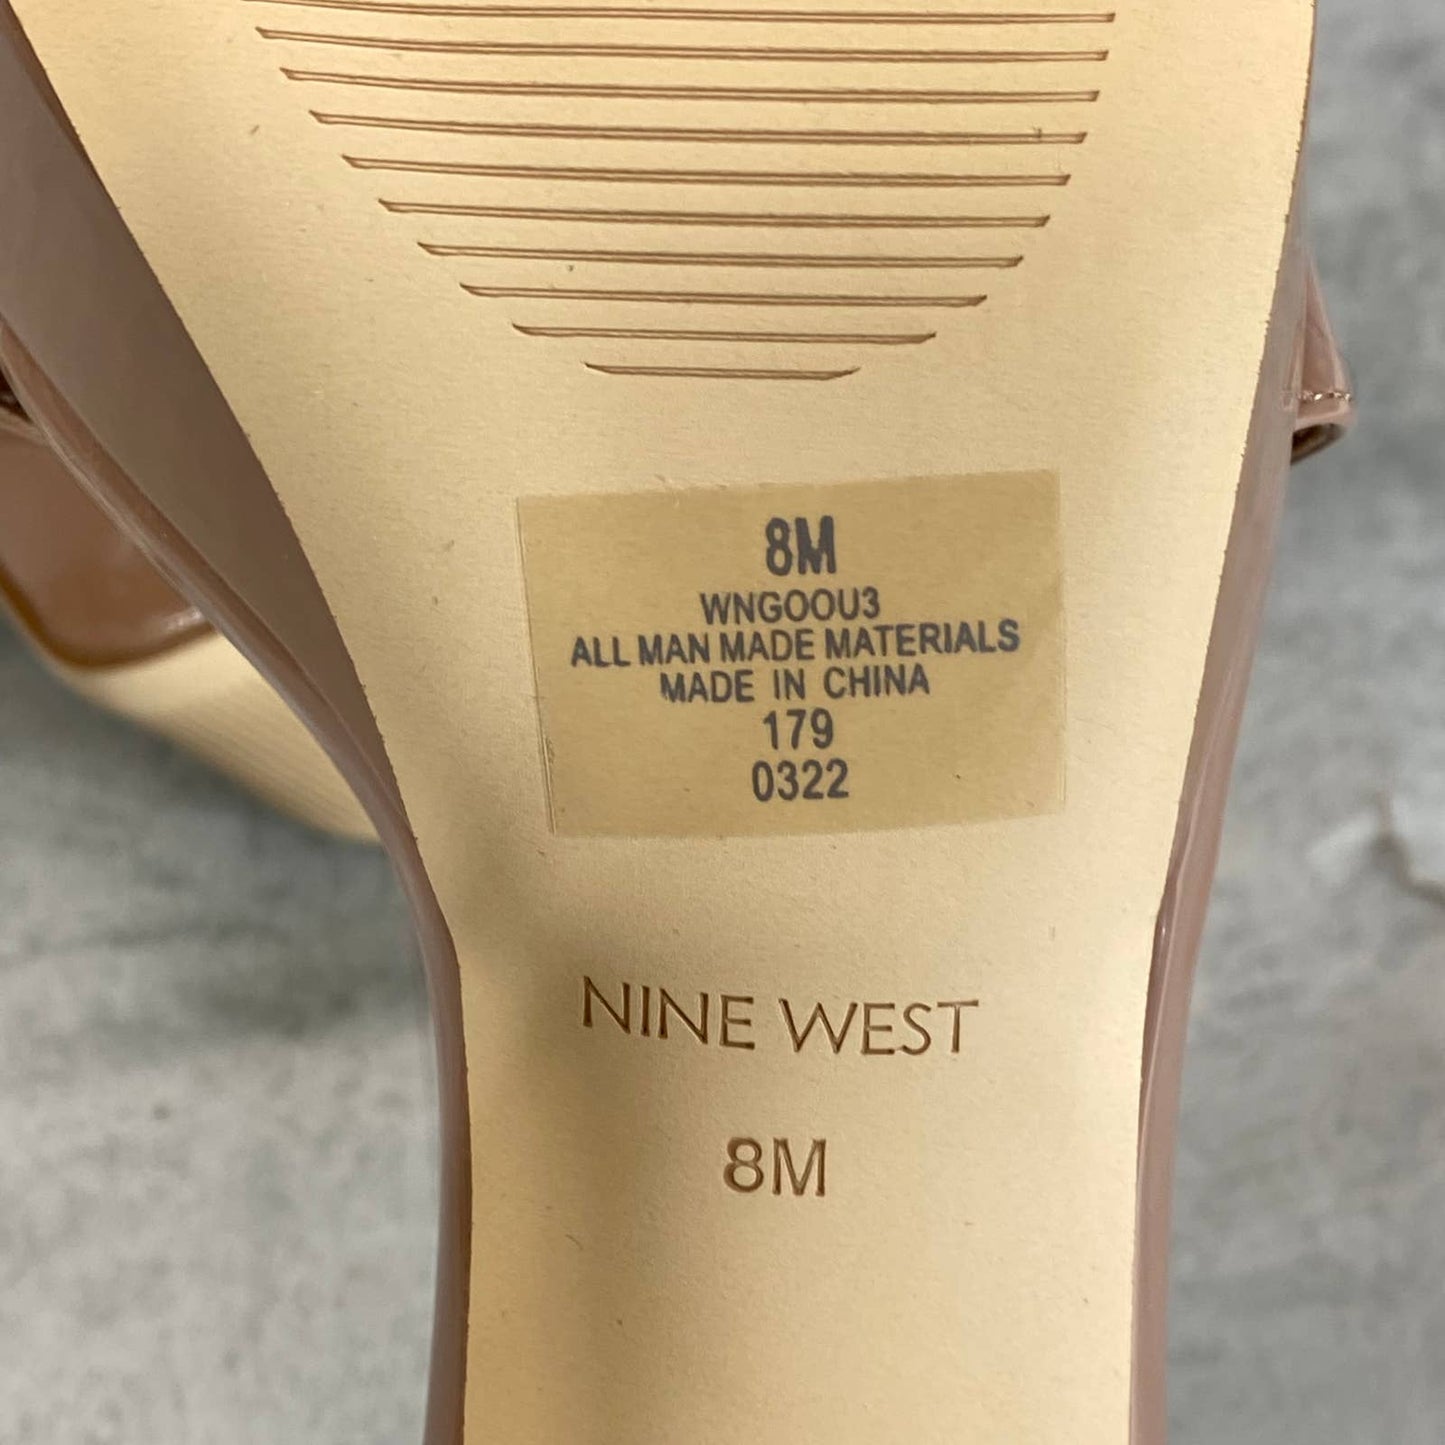 8M
WNGOOU3
ALL MAN MADE MATERIALS
MADE IN CHINA
179
0322
NINE WEST
8M